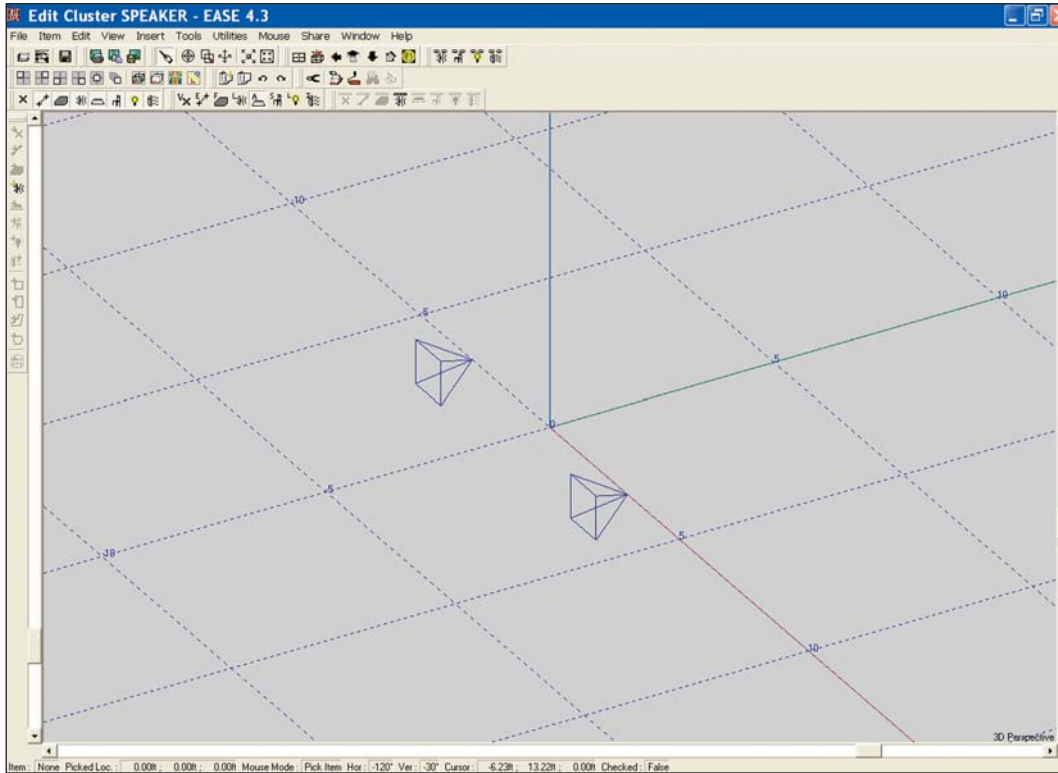 Edit Cluster SPEAKER - EASE 4.3
File Item Edit View Insert Tools Utilities Mouse Share Window Help
-10
10
-5
-5
0
-5
5
-10
10
3D Perspective
Item : None Picked Loc. : 0.00ft ; 0.00ft ; 0.00ft Mouse Mode : Pick Item Hor : -120° Ver : -30° Cursor : -6.23ft ; 13.22ft ; 0.00ft Checked : False